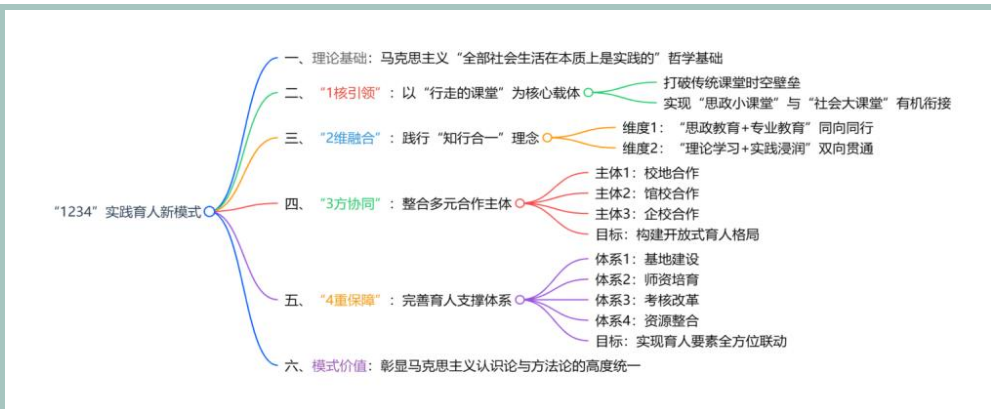 “1234”实践育人新模式
一、理论基础：马克思主义“全部社会生活在本质上是实践的”哲学基础
二、“1核引领”：以“行走的课堂”为核心载体
打破传统课堂时空壁垒
实现“思政小课堂”与“社会大课堂”有机衔接
三、“2维融合”：践行“知行合一”理念
维度1：“思政教育+专业教育”同向同行
维度2：“理论学习+实践浸润”双向贯通
四、“3方协同”：整合多元合作主体
主体1：校地合作
主体2：馆校合作
主体3：企校合作
目标：构建开放式育人格局
五、“4重保障”：完善育人支撑体系
体系1：基地建设
体系2：师资培育
体系3：考核改革
体系4：资源整合
目标：实现育人要素全方位联动
六、模式价值：彰显马克思主义认识论与方法论的高度统一